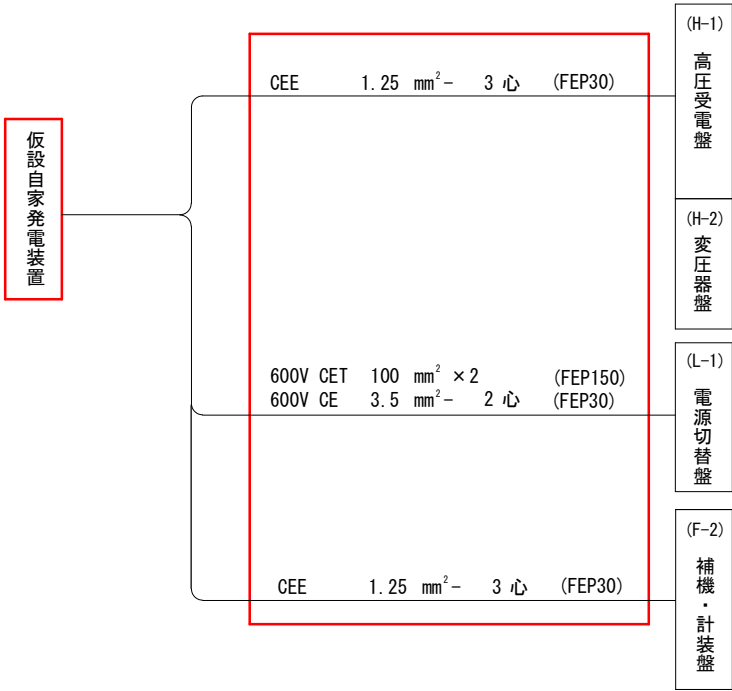 (H-1)
高圧受電盤
CEE 1.25 mm²- 3 心 (FEP30)
仮設自家発電装置
(H-2)
変圧器盤
(L-1)
電源切替盤
600V CET 100 mm² ×2 (FEP150)
600V CE 3.5 mm²- 2 心 (FEP30)
(F-2)
補機・計装盤
CEE 1.25 mm²- 3 心 (FEP30)